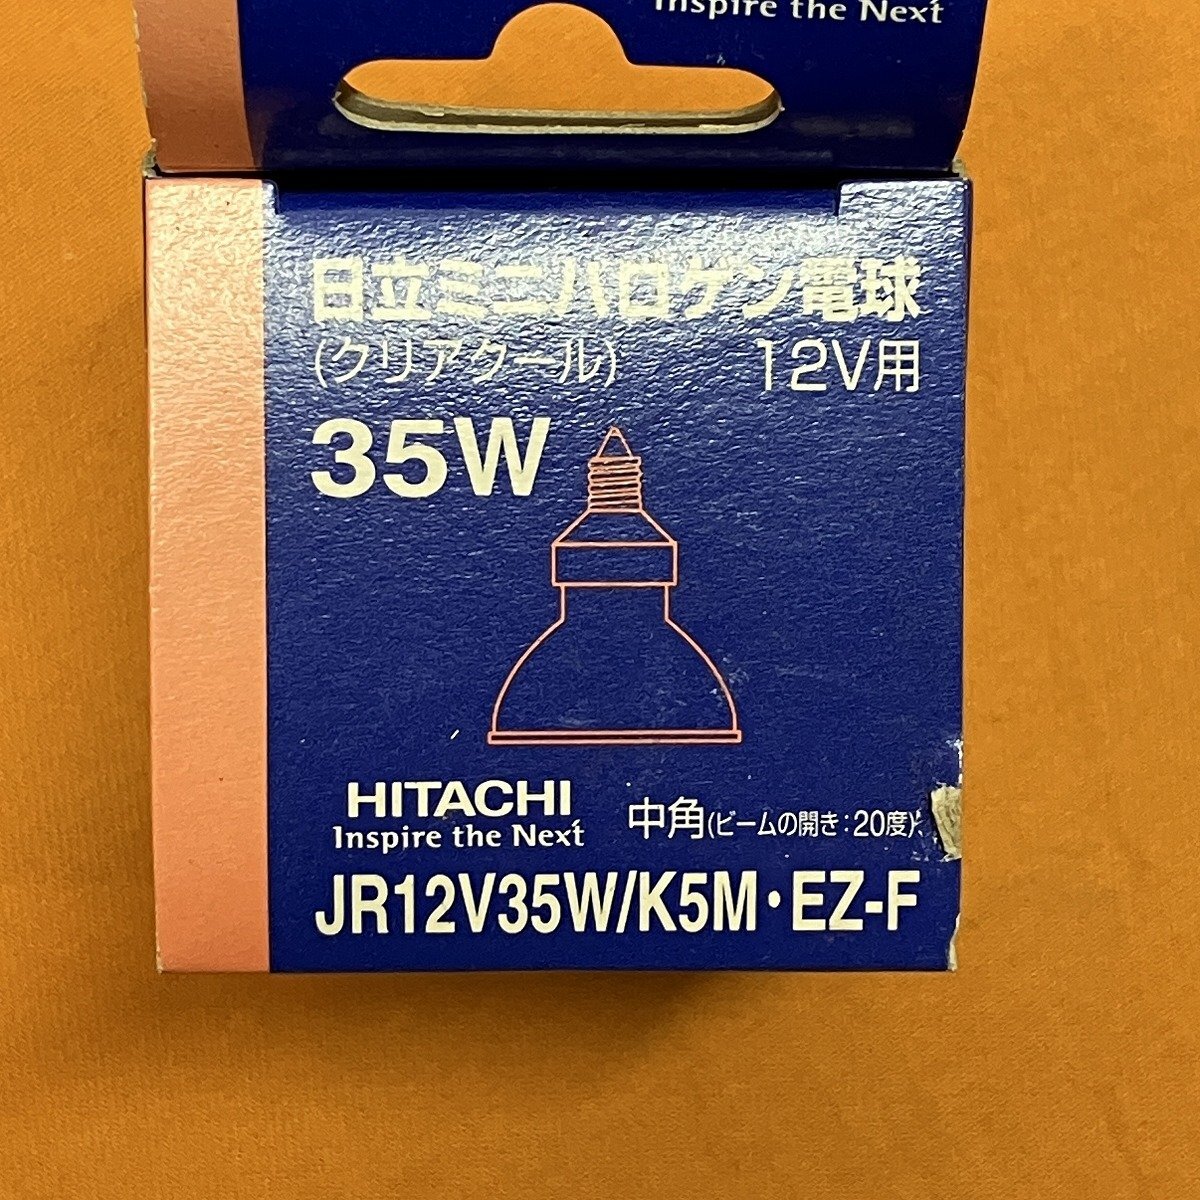 Inspire the Next
日立ミニハロゲン電球
(クリアクール) 12V用
35W
HITACHI
Inspire the Next
中角(ビームの開き:20度)
JR12V35W/K5M・EZ-F